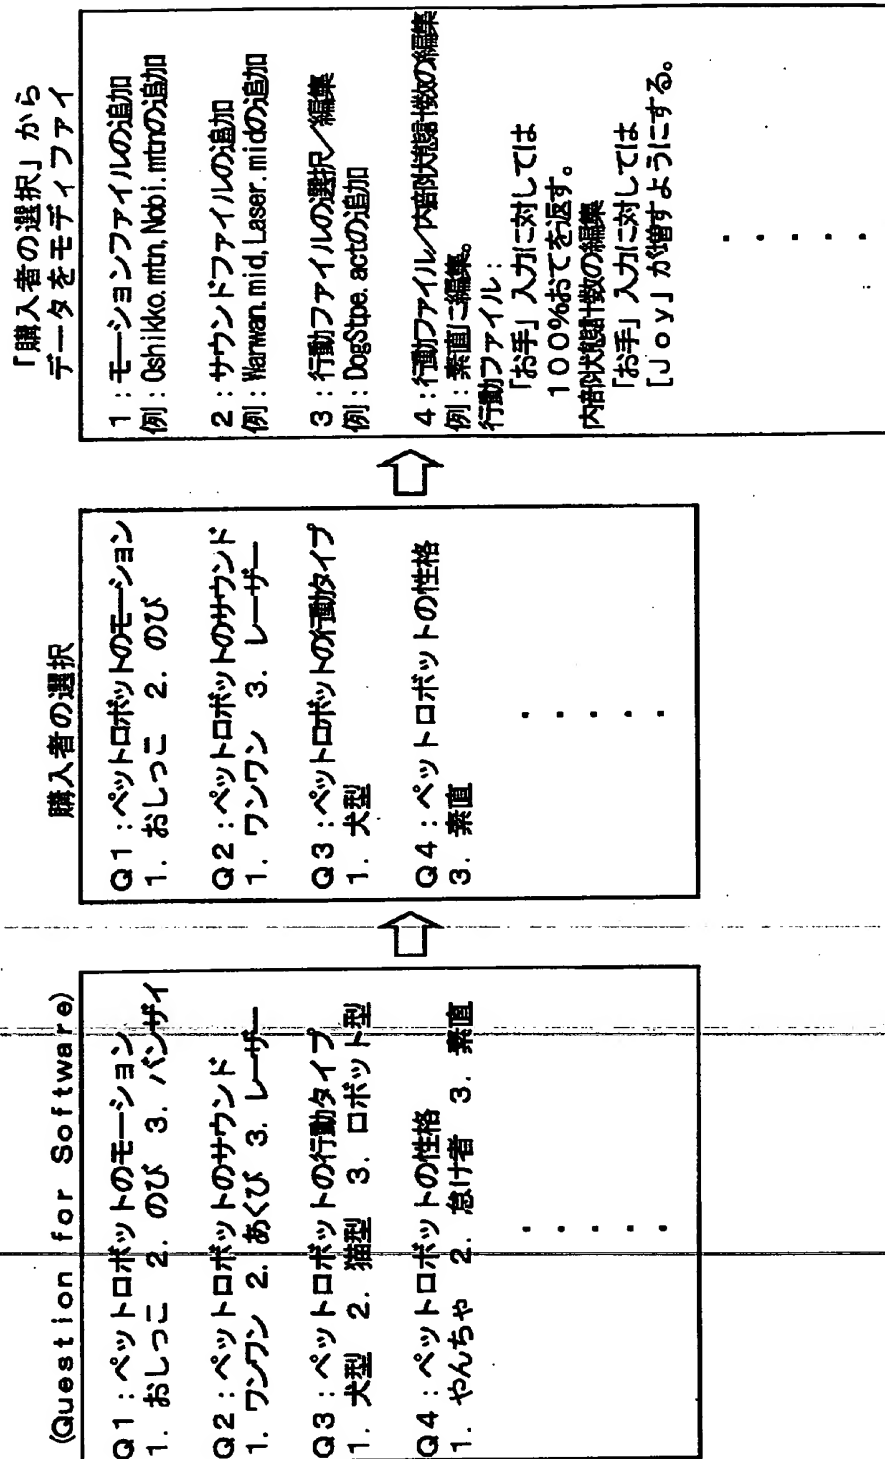 (Question for Software)
Q1：ペットロボットのモーション
1．おしっこ 2．のび 3．バンザイ
Q2：ペットロボットのサウンド
1．ワンワン 2．あくび 3．レーザー
Q3：ペットロボットの行動タイプ
1．犬型 2．猫型 3．ロボット型
Q4：ペットロボットの性格
1．やんちゃ 2．怠け者 3．素直
・・・・・
購入者の選択
Q1：ペットロボットのモーション
1．おしっこ 2．のび
Q2：ペットロボットのサウンド
1．ワンワン 3．レーザー
Q3：ペットロボットの行動タイプ
1．犬型
Q4：ペットロボットの性格
3．素直
・・・・・
「購入者の選択」から
データをモディファイ
1：モーションファイルの追加
例：Oshikko.mtn,Nobi.mtnの追加
2：サウンドファイルの追加
例：Wanwan.mid,Laser.midの追加
3：行動ファイルの選択／編集
例：DogStpe.actの追加
4：行動ファイル／内部状態計数の編集
例：素直に編集。
行動ファイル：
「お手」入力に対しては
100%おてを返す。
内部状態計数の編集
「お手」入力に対しては
[Joy」が増すようにする。
・・・・・